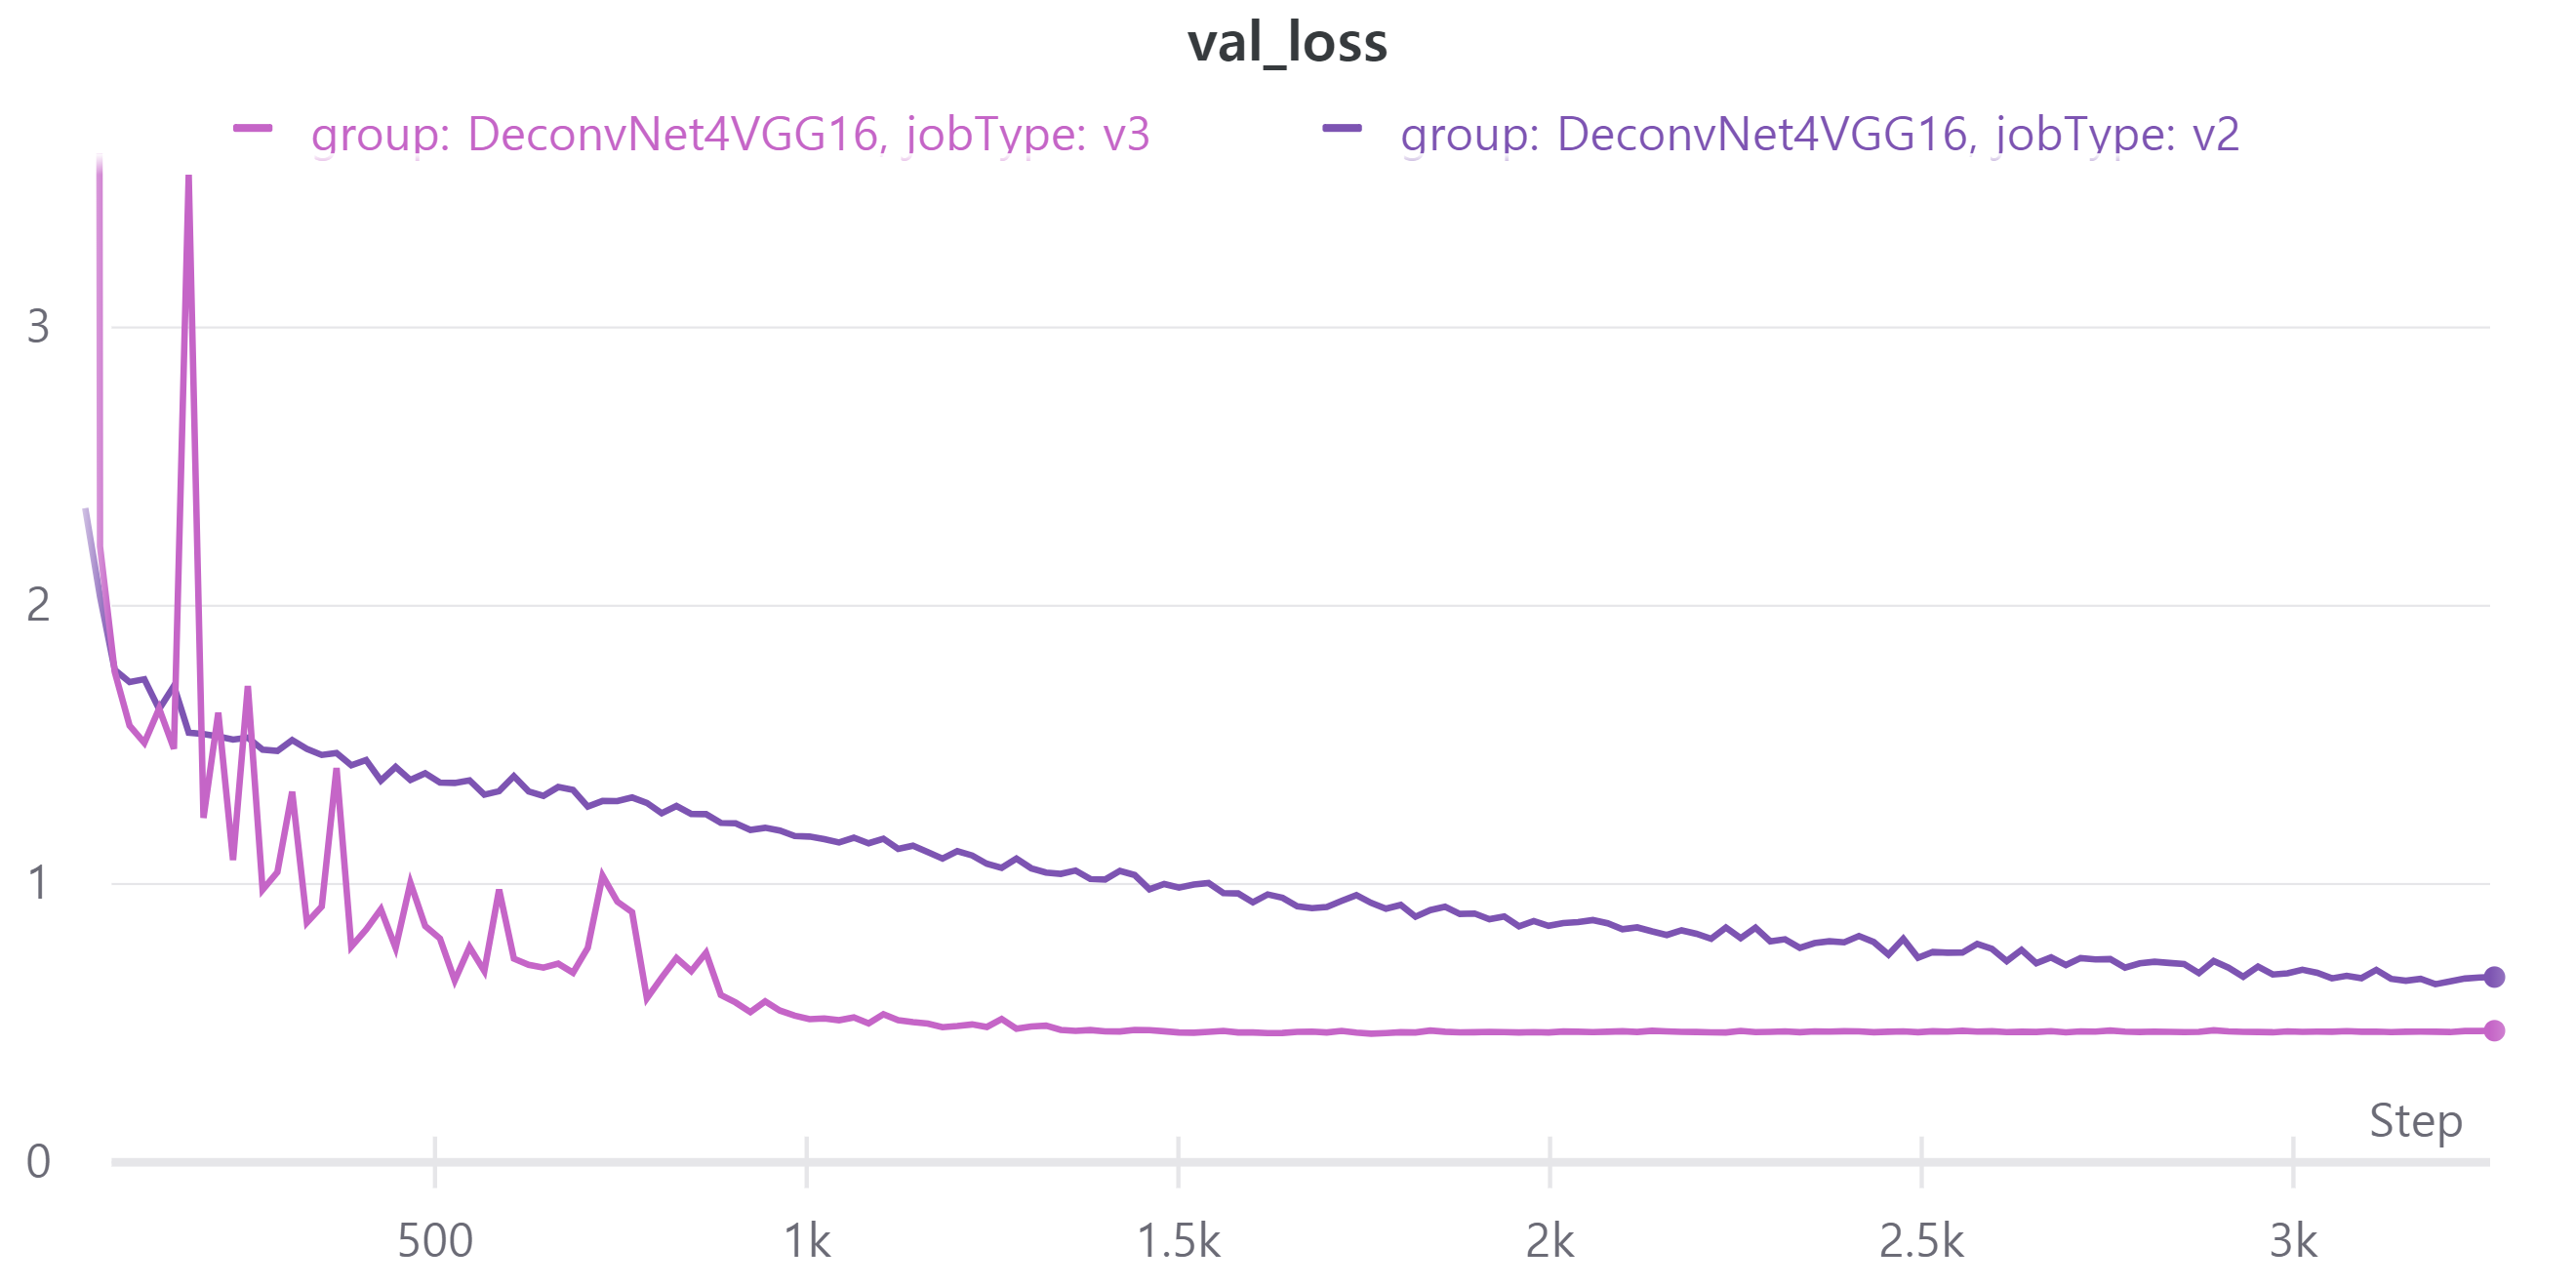 val_loss
group: DeconvNet4VGG16, jobType: v3
group: DeconvNet4VGG16, jobType: v2
3
2
1
0
Step
500
1k
1.5k
2k
2.5k
3k